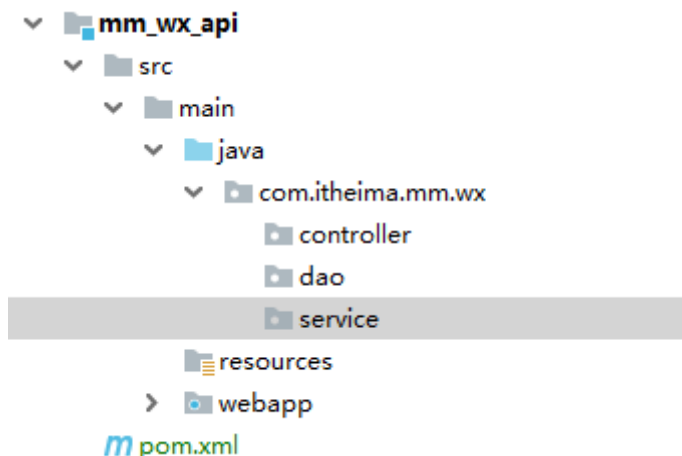 mm_wx_api
src
main
java
com.itheima.mm.wx
controller
dao
service
resources
webapp
pom.xml